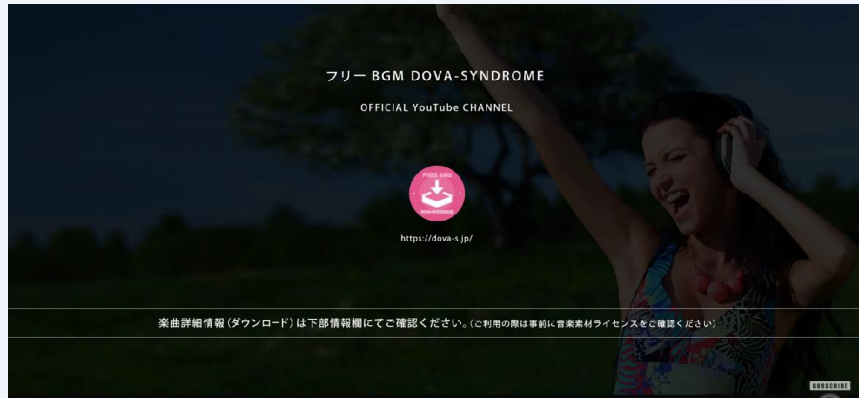 フリー BGM DOVA-SYNDROME
OFFICIAL YouTube CHANNEL
FREE BGM
https://dova-s.jp/
楽曲詳細情報（ダウンロード）は下部情報欄にてご確認ください。（ご利用の際は事前に音楽素材ライセンスをご確認ください）
SUBSCRIBE